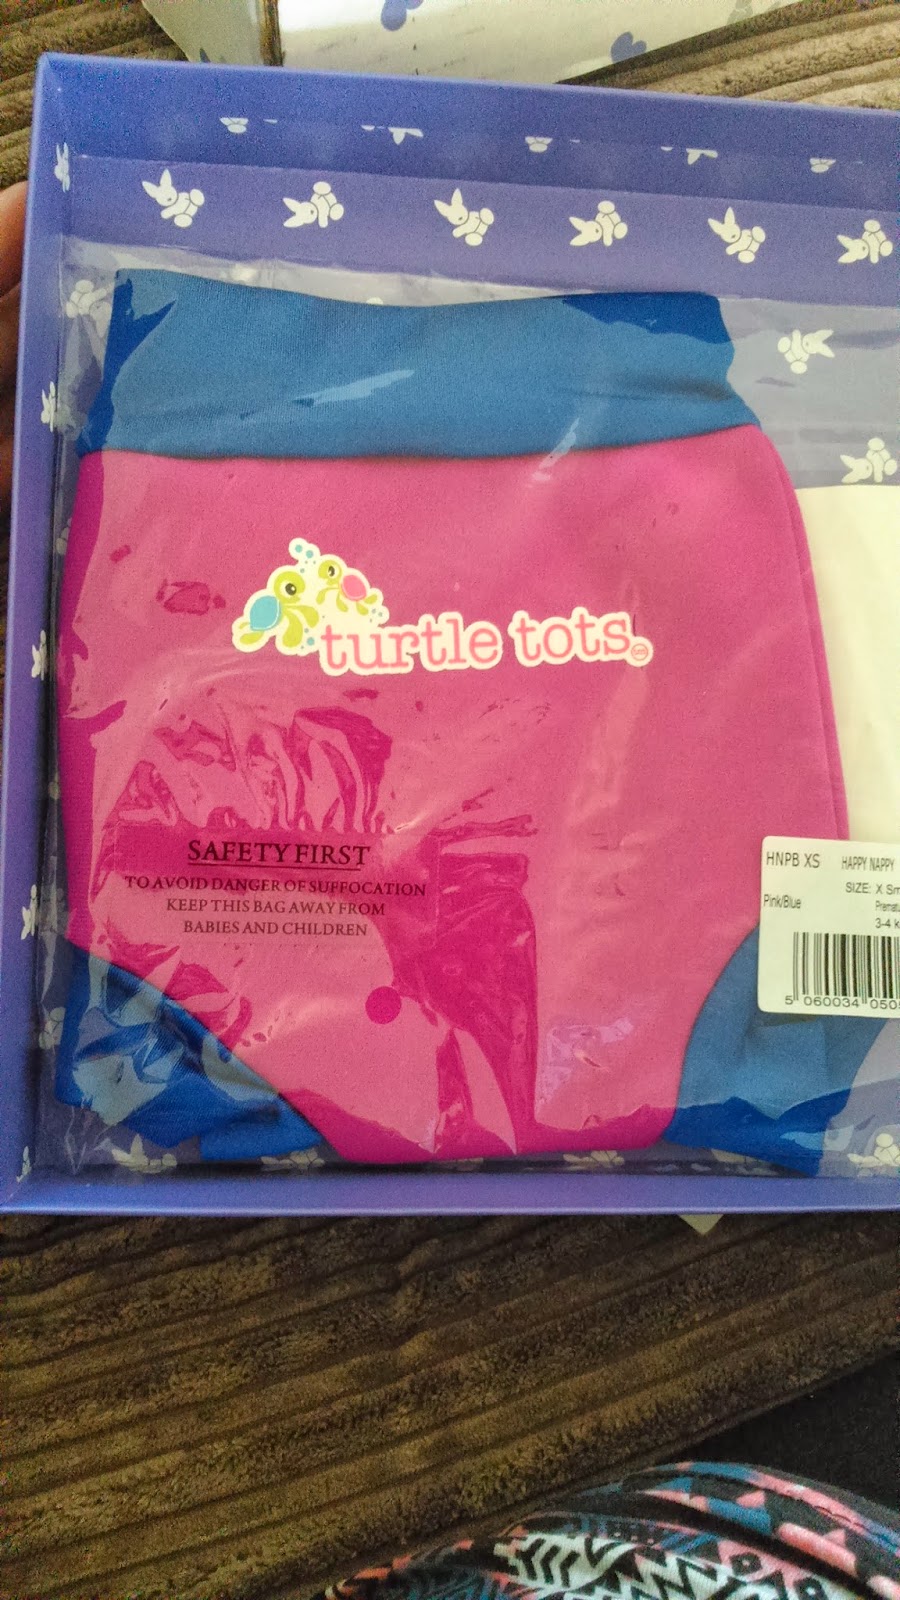 turtle tots
SAFETY FIRST
TO AVOID DANGER OF SUFFOCATION
KEEP THIS BAG AWAY FROM
BABIES AND CHILDREN
HNPB XS HAPPY NAPPY
SIZE: X Sm
Pink/Blue Prematu
3-4 k
5 060034 050